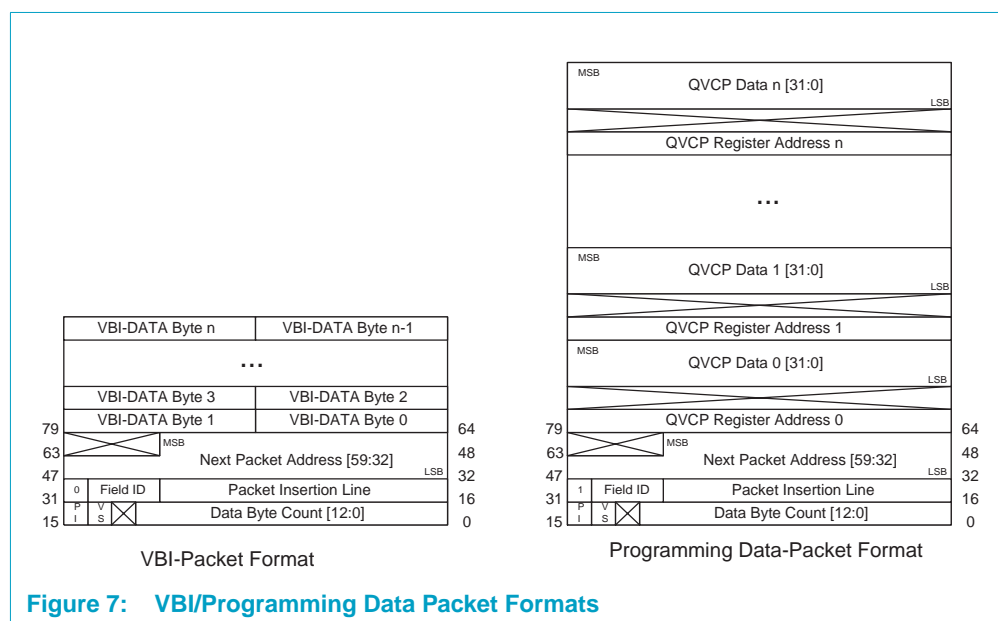 VBI-DATA Byte n VBI-DATA Byte n-1
...
VBI-DATA Byte 3 VBI-DATA Byte 2
VBI-DATA Byte 1 VBI-DATA Byte 0
79 64
MSB
63 48
Next Packet Address [59:32]
LSB
47 32
0 Field ID Packet Insertion Line
31 16
P I V S Data Byte Count [12:0]
15 0
VBI-Packet Format
MSB
QVCP Data n [31:0]
LSB
QVCP Register Address n
...
MSB
QVCP Data 1 [31:0]
LSB
QVCP Register Address 1
MSB
QVCP Data 0 [31:0]
LSB
QVCP Register Address 0
79 64
MSB
63 48
Next Packet Address [59:32]
LSB
47 32
1 Field ID Packet Insertion Line
31 16
P I V S Data Byte Count [12:0]
15 0
Programming Data-Packet Format
Figure 7: VBI/Programming Data Packet Formats